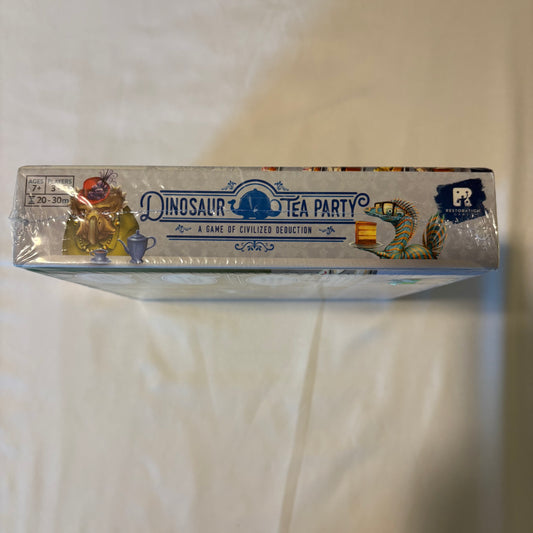 AGES
7+
PLAYERS
3
20 - 30m
DINOSAUR TEA PARTY
A GAME OF CIVILIZED DEDUCTION
RESTORATION